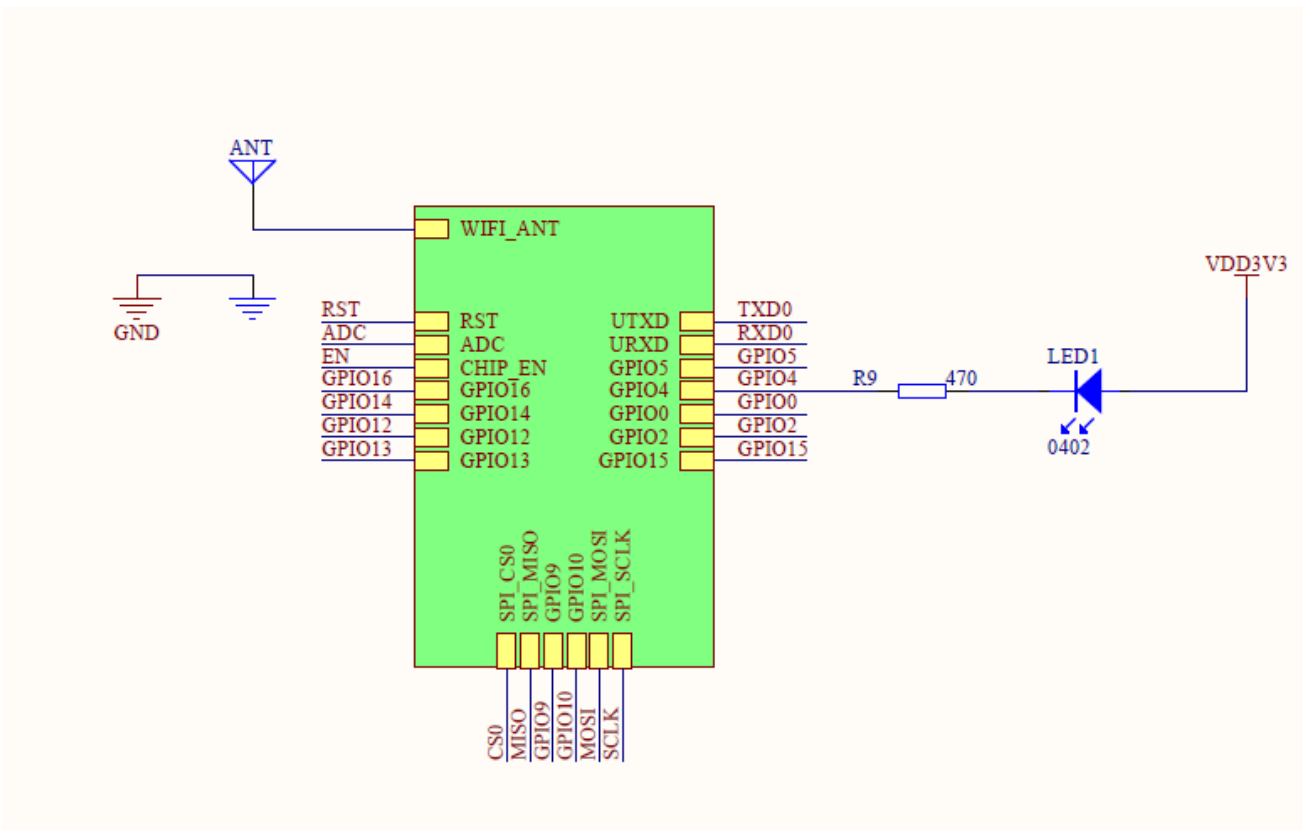 ANT
WIFI_ANT
VDD3V3
GND
RST RST UTXD TXD0
ADC ADC URXD RXD0
EN CHIP_EN GPIO5 GPIO5 LED1
GPIO16 GPIO16 GPIO4 GPIO4 R9 470
GPIO14 GPIO14 GPIO0 GPIO0
GPIO12 GPIO12 GPIO2 GPIO2 0402
GPIO13 GPIO13 GPIO15 GPIO15
SPI_CS0
SPI_MISO
GPIO9
GPIO10
SPI_MOSI
SPI_SCLK
CS0
MISO
GPIO9
GPIO10
MOSI
SCLK